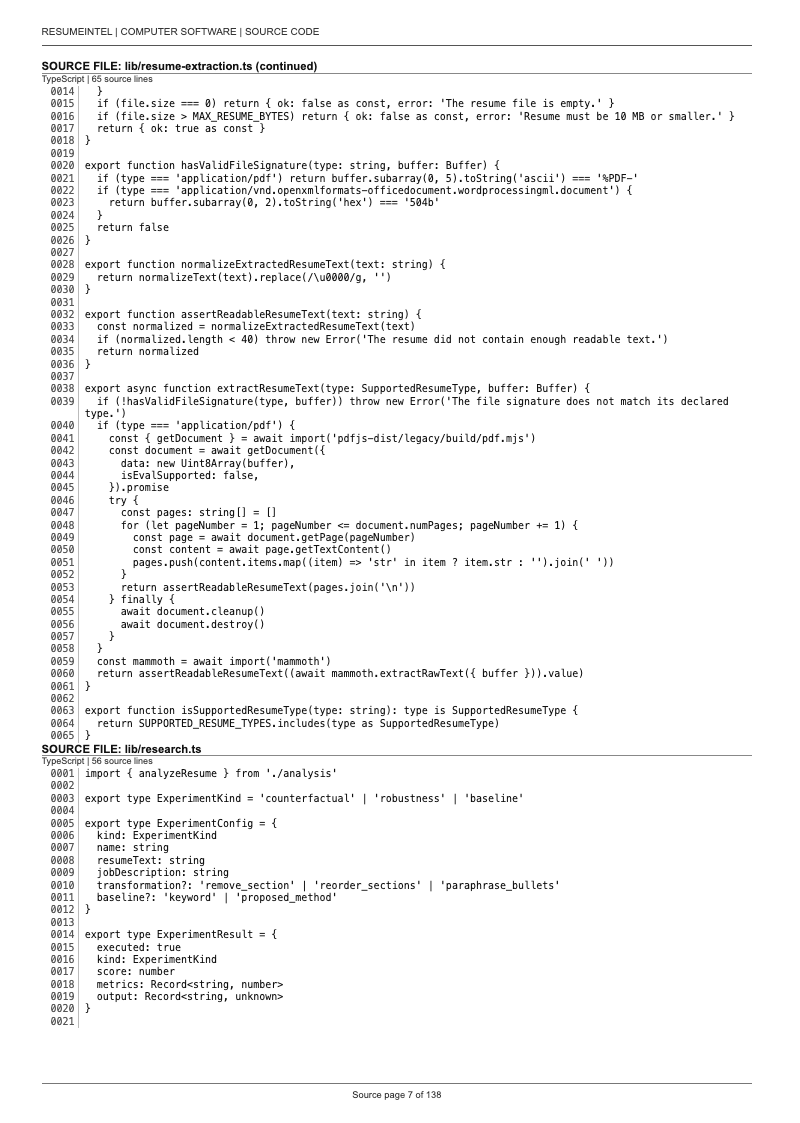 RESUMEINTEL | COMPUTER SOFTWARE | SOURCE CODE
SOURCE FILE: lib/resume-extraction.ts (continued)
TypeScript | 65 source lines
0014   }
0015   if (file.size === 0) return { ok: false as const, error: 'The resume file is empty.' }
0016   if (file.size > MAX_RESUME_BYTES) return { ok: false as const, error: 'Resume must be 10 MB or smaller.' }
0017   return { ok: true as const }
0018 }
0019
0020 export function hasValidFileSignature(type: string, buffer: Buffer) {
0021   if (type === 'application/pdf') return buffer.subarray(0, 5).toString('ascii') === '%PDF-'
0022   if (type === 'application/vnd.openxmlformats-officedocument.wordprocessingml.document') {
0023     return buffer.subarray(0, 2).toString('hex') === '504b'
0024   }
0025   return false
0026 }
0027
0028 export function normalizeExtractedResumeText(text: string) {
0029   return normalizeText(text).replace(/\u0000/g, '')
0030 }
0031
0032 export function assertReadableResumeText(text: string) {
0033   const normalized = normalizeExtractedResumeText(text)
0034   if (normalized.length < 40) throw new Error('The resume did not contain enough readable text.')
0035   return normalized
0036 }
0037
0038 export async function extractResumeText(type: SupportedResumeType, buffer: Buffer) {
0039   if (!hasValidFileSignature(type, buffer)) throw new Error('The file signature does not match its declared
type.')
0040   if (type === 'application/pdf') {
0041     const { getDocument } = await import('pdfjs-dist/legacy/build/pdf.mjs')
0042     const document = await getDocument({
0043       data: new Uint8Array(buffer),
0044       isEvalSupported: false,
0045     }).promise
0046     try {
0047       const pages: string[] = []
0048       for (let pageNumber = 1; pageNumber <= document.numPages; pageNumber += 1) {
0049         const page = await document.getPage(pageNumber)
0050         const content = await page.getTextContent()
0051         pages.push(content.items.map((item) => 'str' in item ? item.str : '').join(' '))
0052       }
0053       return assertReadableResumeText(pages.join('\n'))
0054     } finally {
0055       await document.cleanup()
0056       await document.destroy()
0057     }
0058   }
0059   const mammoth = await import('mammoth')
0060   return assertReadableResumeText((await mammoth.extractRawText({ buffer })).value)
0061 }
0062
0063 export function isSupportedResumeType(type: string): type is SupportedResumeType {
0064   return SUPPORTED_RESUME_TYPES.includes(type as SupportedResumeType)
0065 }
SOURCE FILE: lib/research.ts
TypeScript | 56 source lines
0001 import { analyzeResume } from './analysis'
0002
0003 export type ExperimentKind = 'counterfactual' | 'robustness' | 'baseline'
0004
0005 export type ExperimentConfig = {
0006   kind: ExperimentKind
0007   name: string
0008   resumeText: string
0009   jobDescription: string
0010   transformation?: 'remove_section' | 'reorder_sections' | 'paraphrase_bullets'
0011   baseline?: 'keyword' | 'proposed_method'
0012 }
0013
0014 export type ExperimentResult = {
0015   executed: true
0016   kind: ExperimentKind
0017   score: number
0018   metrics: Record<string, number>
0019   output: Record<string, unknown>
0020 }
0021
Source page 7 of 138